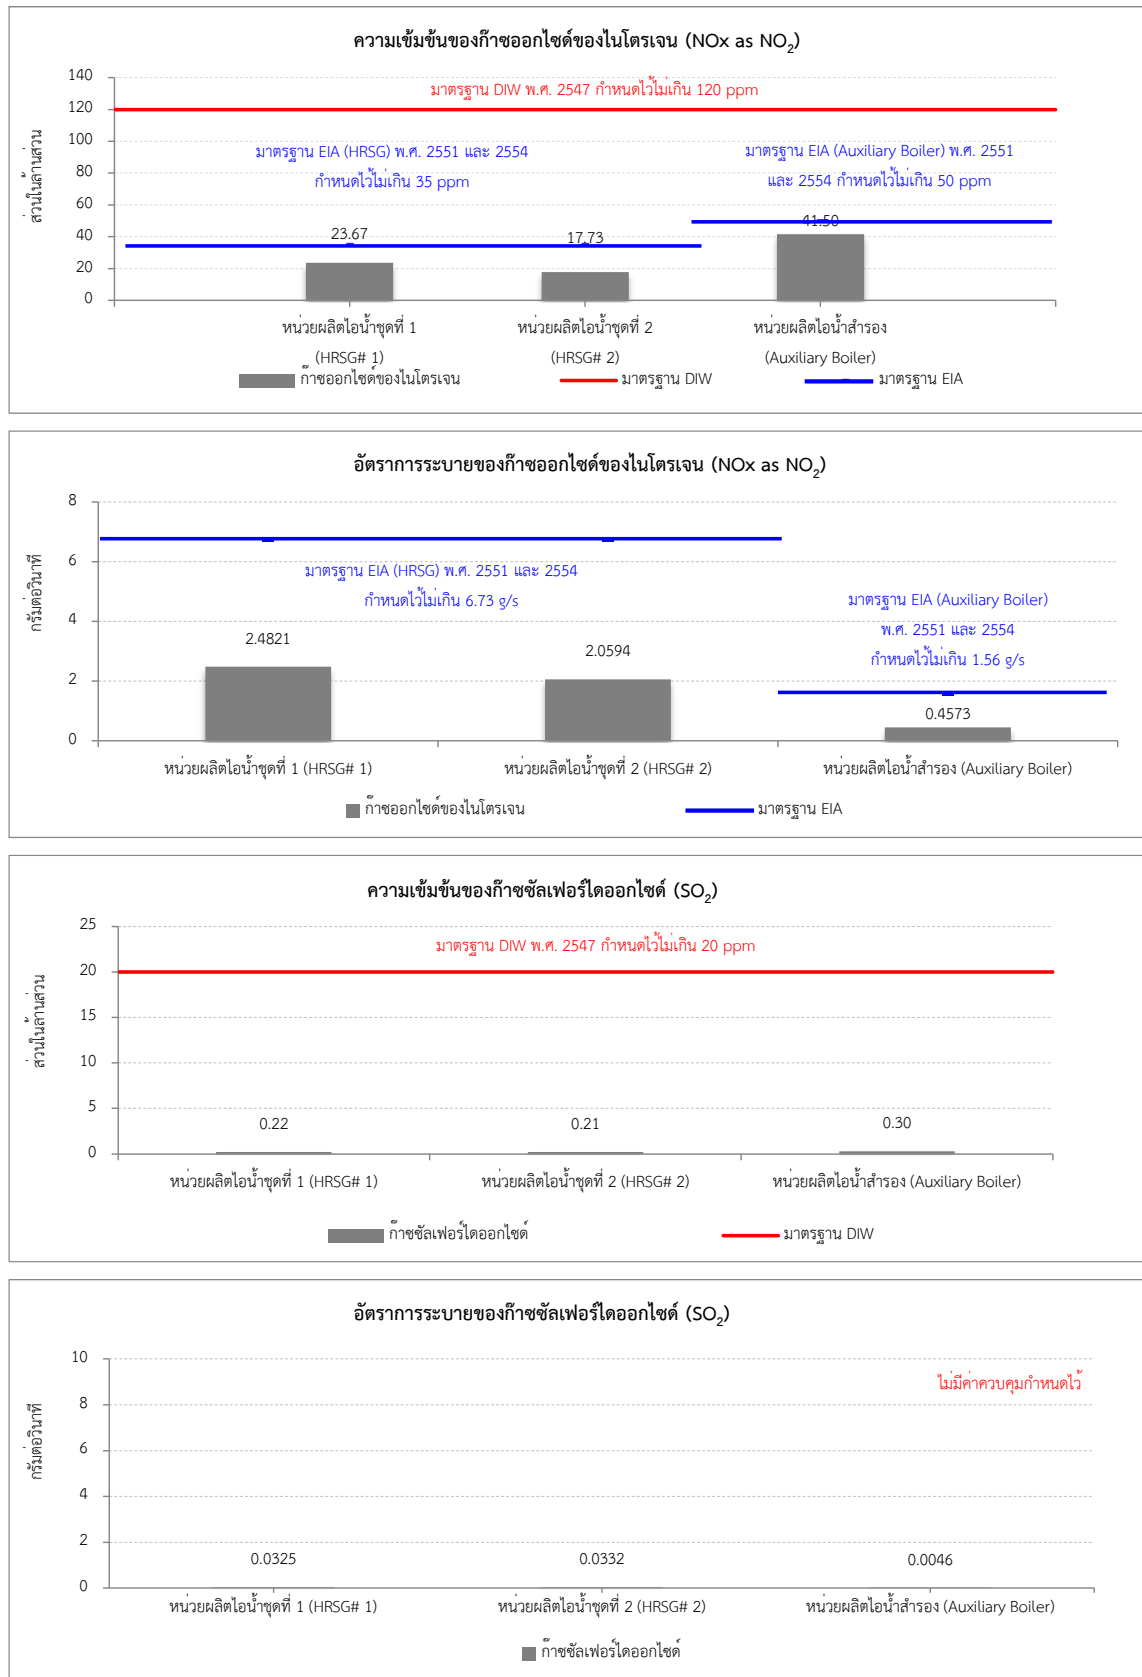 ความเข้มข้นของก๊าซออกไซด์ของไนโตรเจน (NOx as NO2)
ส่วนในล้านส่วน
140
120
100
80
60
40
20
0
มาตรฐาน DIW พ.ศ. 2547 กำหนดไว้ไม่เกิน 120 ppm
มาตรฐาน EIA (HRSG) พ.ศ. 2551 และ 2554
กำหนดไว้ไม่เกิน 35 ppm
มาตรฐาน EIA (Auxiliary Boiler) พ.ศ. 2551
และ 2554 กำหนดไว้ไม่เกิน 50 ppm
23.67
17.73
41.50
หน่วยผลิตไอน้ำชุดที่ 1
(HRSG# 1)
หน่วยผลิตไอน้ำชุดที่ 2
(HRSG# 2)
หน่วยผลิตไอน้ำสำรอง
(Auxiliary Boiler)
ก๊าซออกไซด์ของไนโตรเจน
มาตรฐาน DIW
มาตรฐาน EIA
อัตราการระบายของก๊าซออกไซด์ของไนโตรเจน (NOx as NO2)
กรัมต่อวินาที
8
6
4
2
0
มาตรฐาน EIA (HRSG) พ.ศ. 2551 และ 2554
กำหนดไว้ไม่เกิน 6.73 g/s
มาตรฐาน EIA (Auxiliary Boiler)
พ.ศ. 2551 และ 2554
กำหนดไว้ไม่เกิน 1.56 g/s
2.4821
2.0594
0.4573
หน่วยผลิตไอน้ำชุดที่ 1 (HRSG# 1)
หน่วยผลิตไอน้ำชุดที่ 2 (HRSG# 2)
หน่วยผลิตไอน้ำสำรอง (Auxiliary Boiler)
ก๊าซออกไซด์ของไนโตรเจน
มาตรฐาน EIA
ความเข้มข้นของก๊าซซัลเฟอร์ไดออกไซด์ (SO2)
ส่วนในล้านส่วน
25
20
15
10
5
0
มาตรฐาน DIW พ.ศ. 2547 กำหนดไว้ไม่เกิน 20 ppm
0.22
0.21
0.30
หน่วยผลิตไอน้ำชุดที่ 1 (HRSG# 1)
หน่วยผลิตไอน้ำชุดที่ 2 (HRSG# 2)
หน่วยผลิตไอน้ำสำรอง (Auxiliary Boiler)
ก๊าซซัลเฟอร์ไดออกไซด์
มาตรฐาน DIW
อัตราการระบายของก๊าซซัลเฟอร์ไดออกไซด์ (SO2)
กรัมต่อวินาที
10
8
6
4
2
0
ไม่มีค่าควบคุมกำหนดไว้
0.0325
0.0332
0.0046
หน่วยผลิตไอน้ำชุดที่ 1 (HRSG# 1)
หน่วยผลิตไอน้ำชุดที่ 2 (HRSG# 2)
หน่วยผลิตไอน้ำสำรอง (Auxiliary Boiler)
ก๊าซซัลเฟอร์ไดออกไซด์